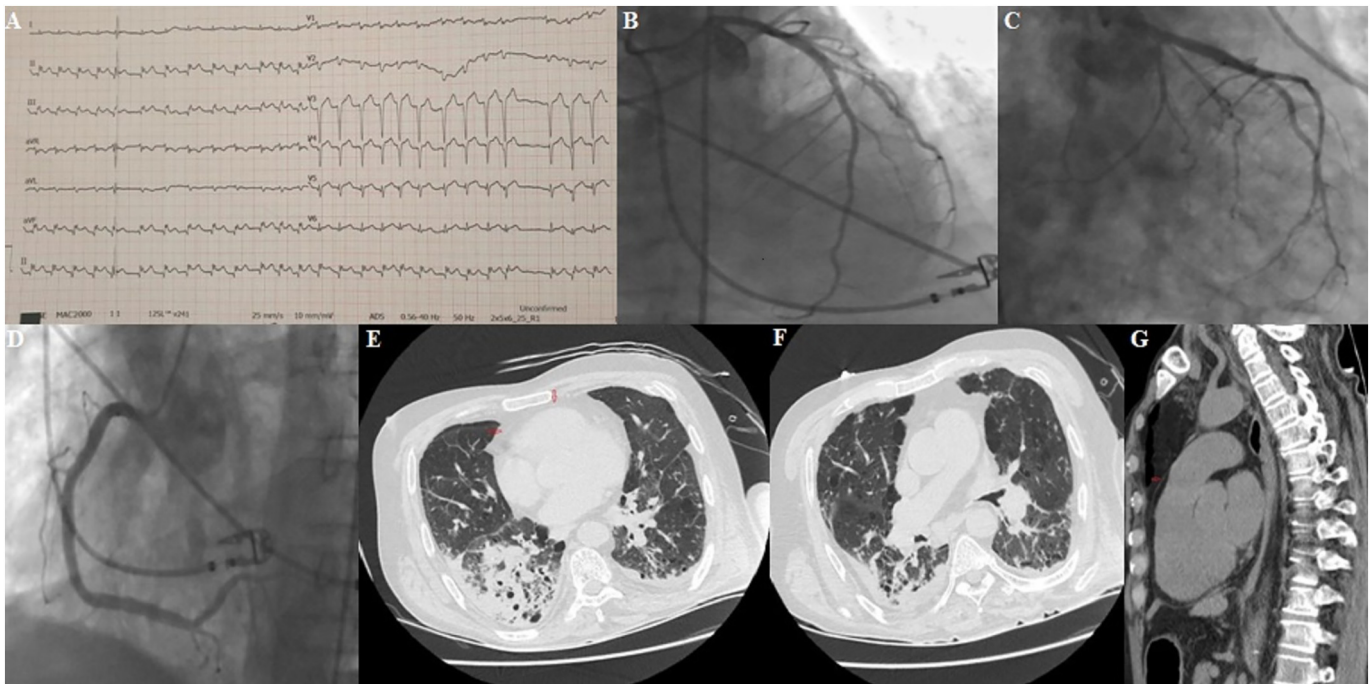 A
I
V1
B
C
II
V2
III
V3
aVR
V4
aVL
V5
aVF
V6
II
Unconfirmed
MAC2000
25 mm/s
10 mm/mV
ADS
0.56-40 Hz
50 Hz
2x5x6_25_R1
D
E
F
G